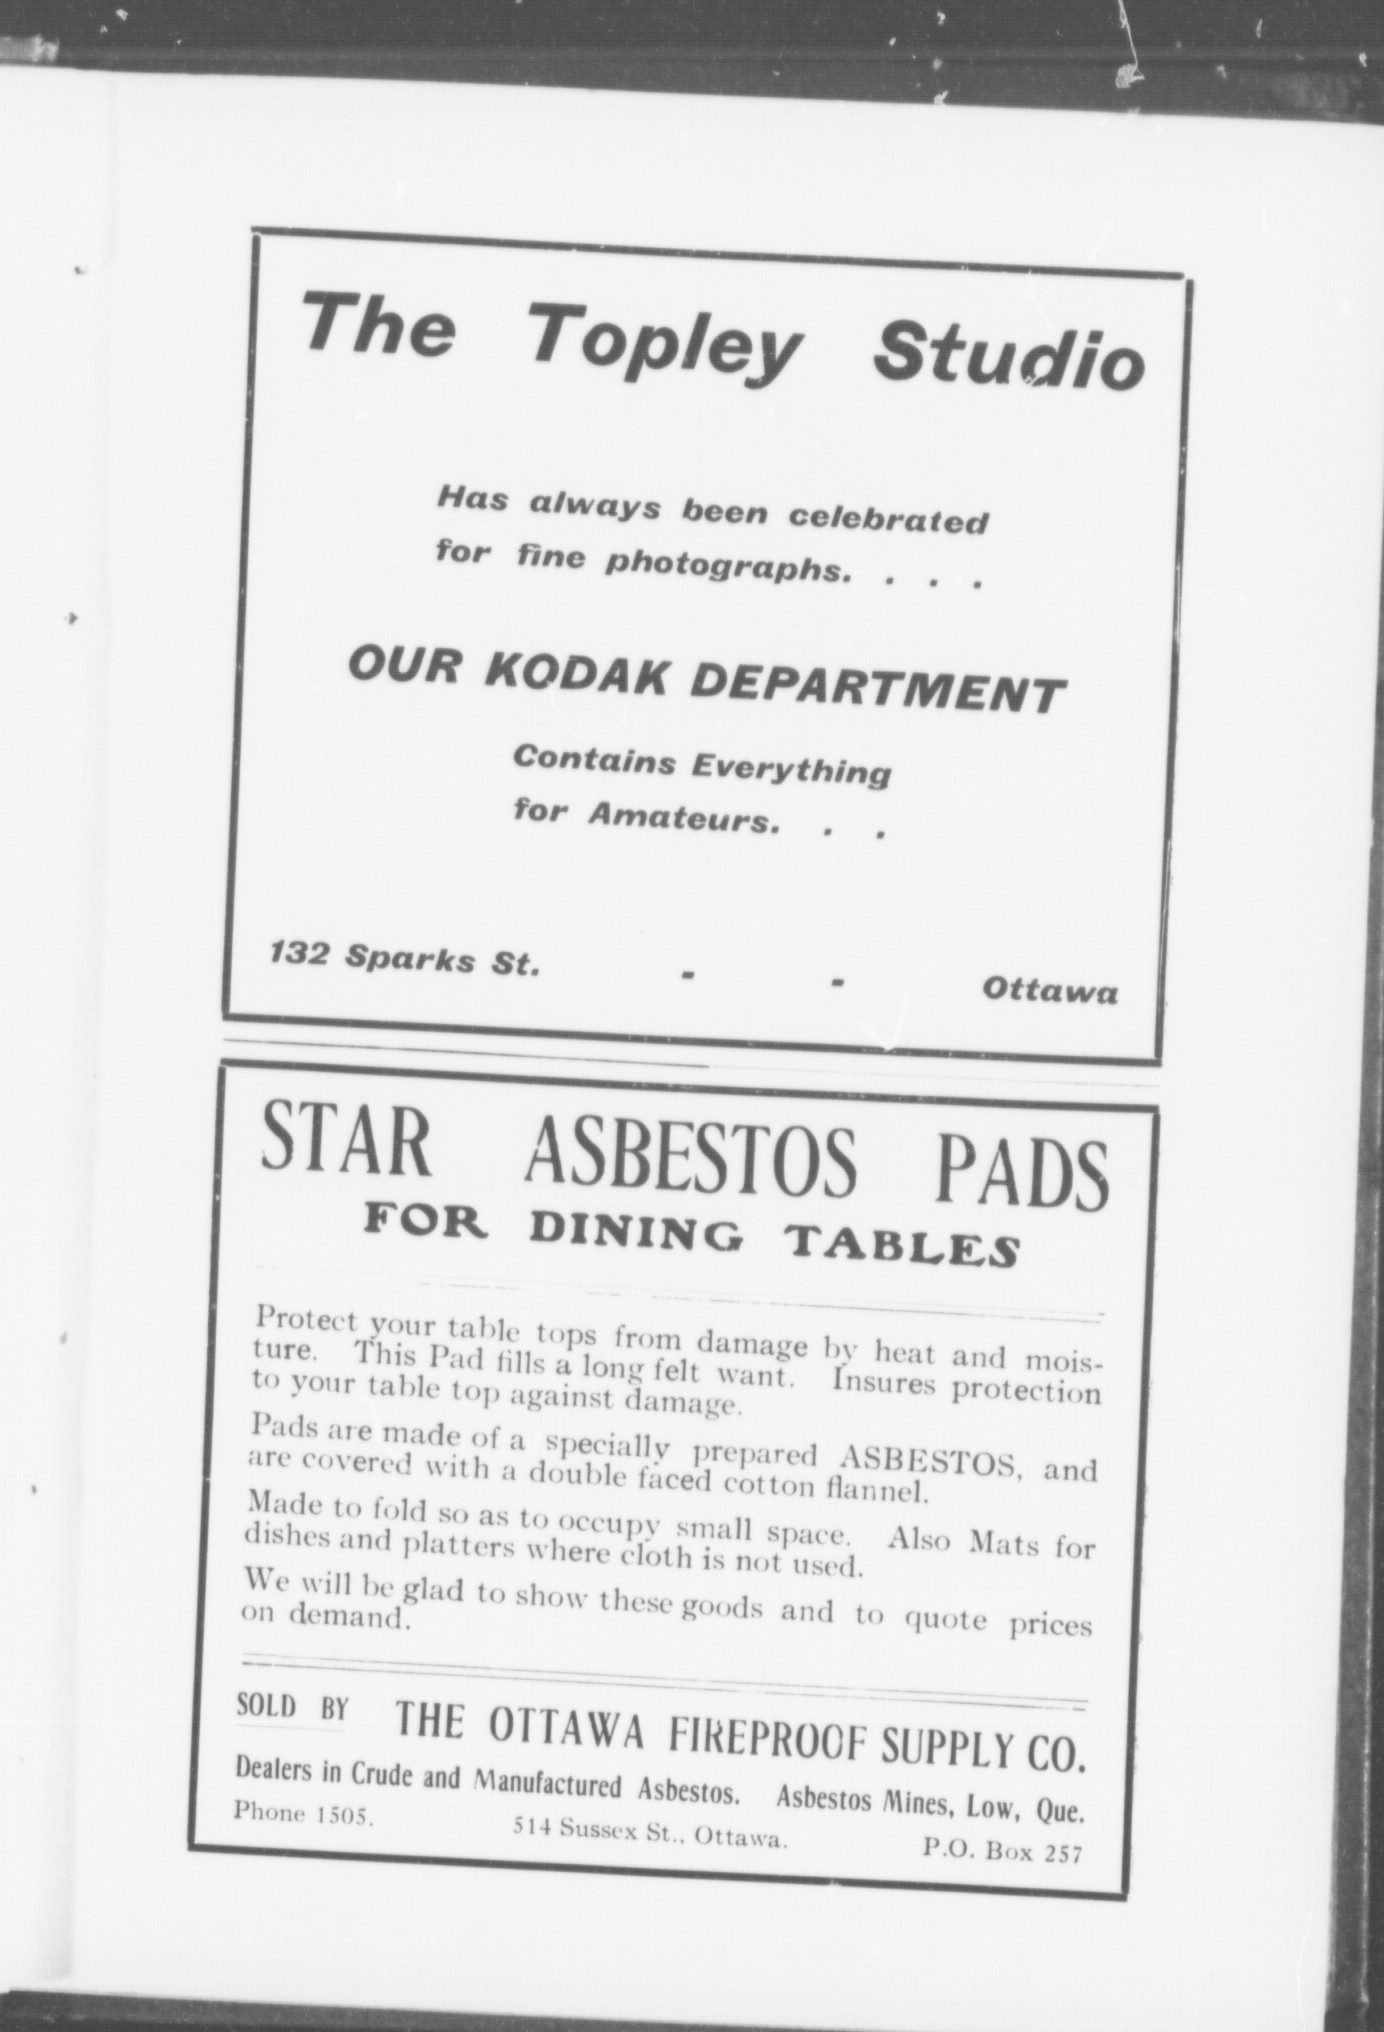 The Topley Studio
Has always been celebrated
for fine photographs. . . .
OUR KODAK DEPARTMENT
Contains Everything
for Amateurs. . .
132 Sparks St. - - Ottawa
STAR ASBESTOS PADS
FOR DINING TABLES
Protect your table tops from damage by heat and mois-
ture. This Pad fills a long felt want. Insures protection
to your table top against damage.
Pads are made of a specially prepared ASBESTOS, and
are covered with a double faced cotton flannel.
Made to fold so as to occupy small space. Also Mats for
dishes and platters where cloth is not used.
We will be glad to show these goods and to quote prices
on demand.
SOLD BY THE OTTAWA FIREPROOF SUPPLY CO.
Dealers in Crude and Manufactured Asbestos. Asbestos Mines, Low, Que.
Phone 1505. 514 Sussex St., Ottawa. P.O. Box 257